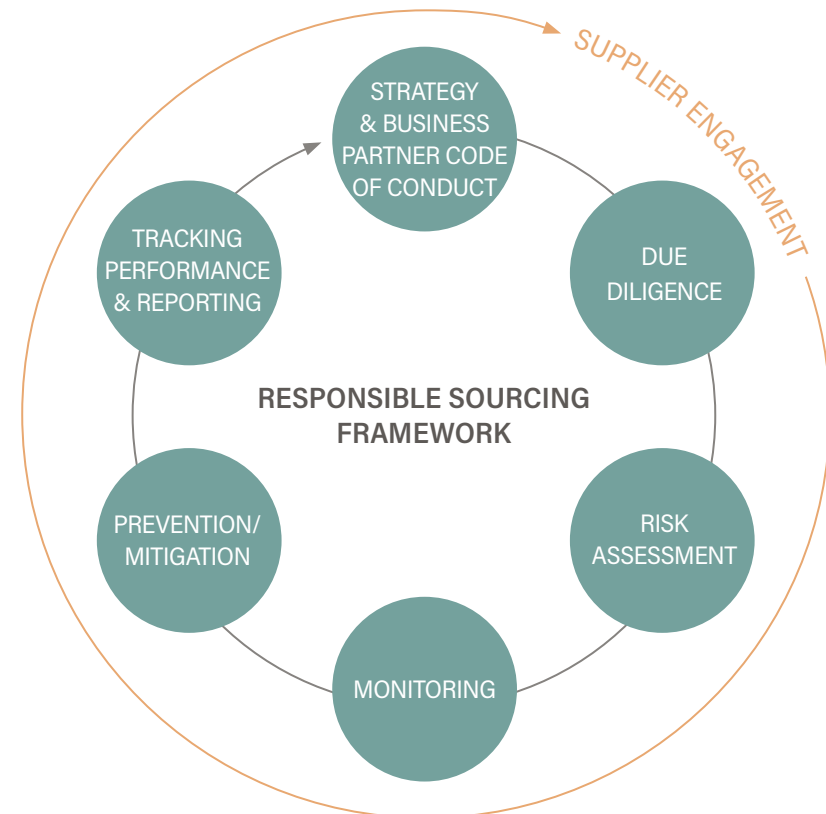 SUPPLIER ENGAGEMENT
STRATEGY
& BUSINESS
PARTNER CODE
OF CONDUCT
DUE
DILIGENCE
RISK
ASSESSMENT
MONITORING
PREVENTION/
MITIGATION
TRACKING
PERFORMANCE
& REPORTING
RESPONSIBLE SOURCING
FRAMEWORK